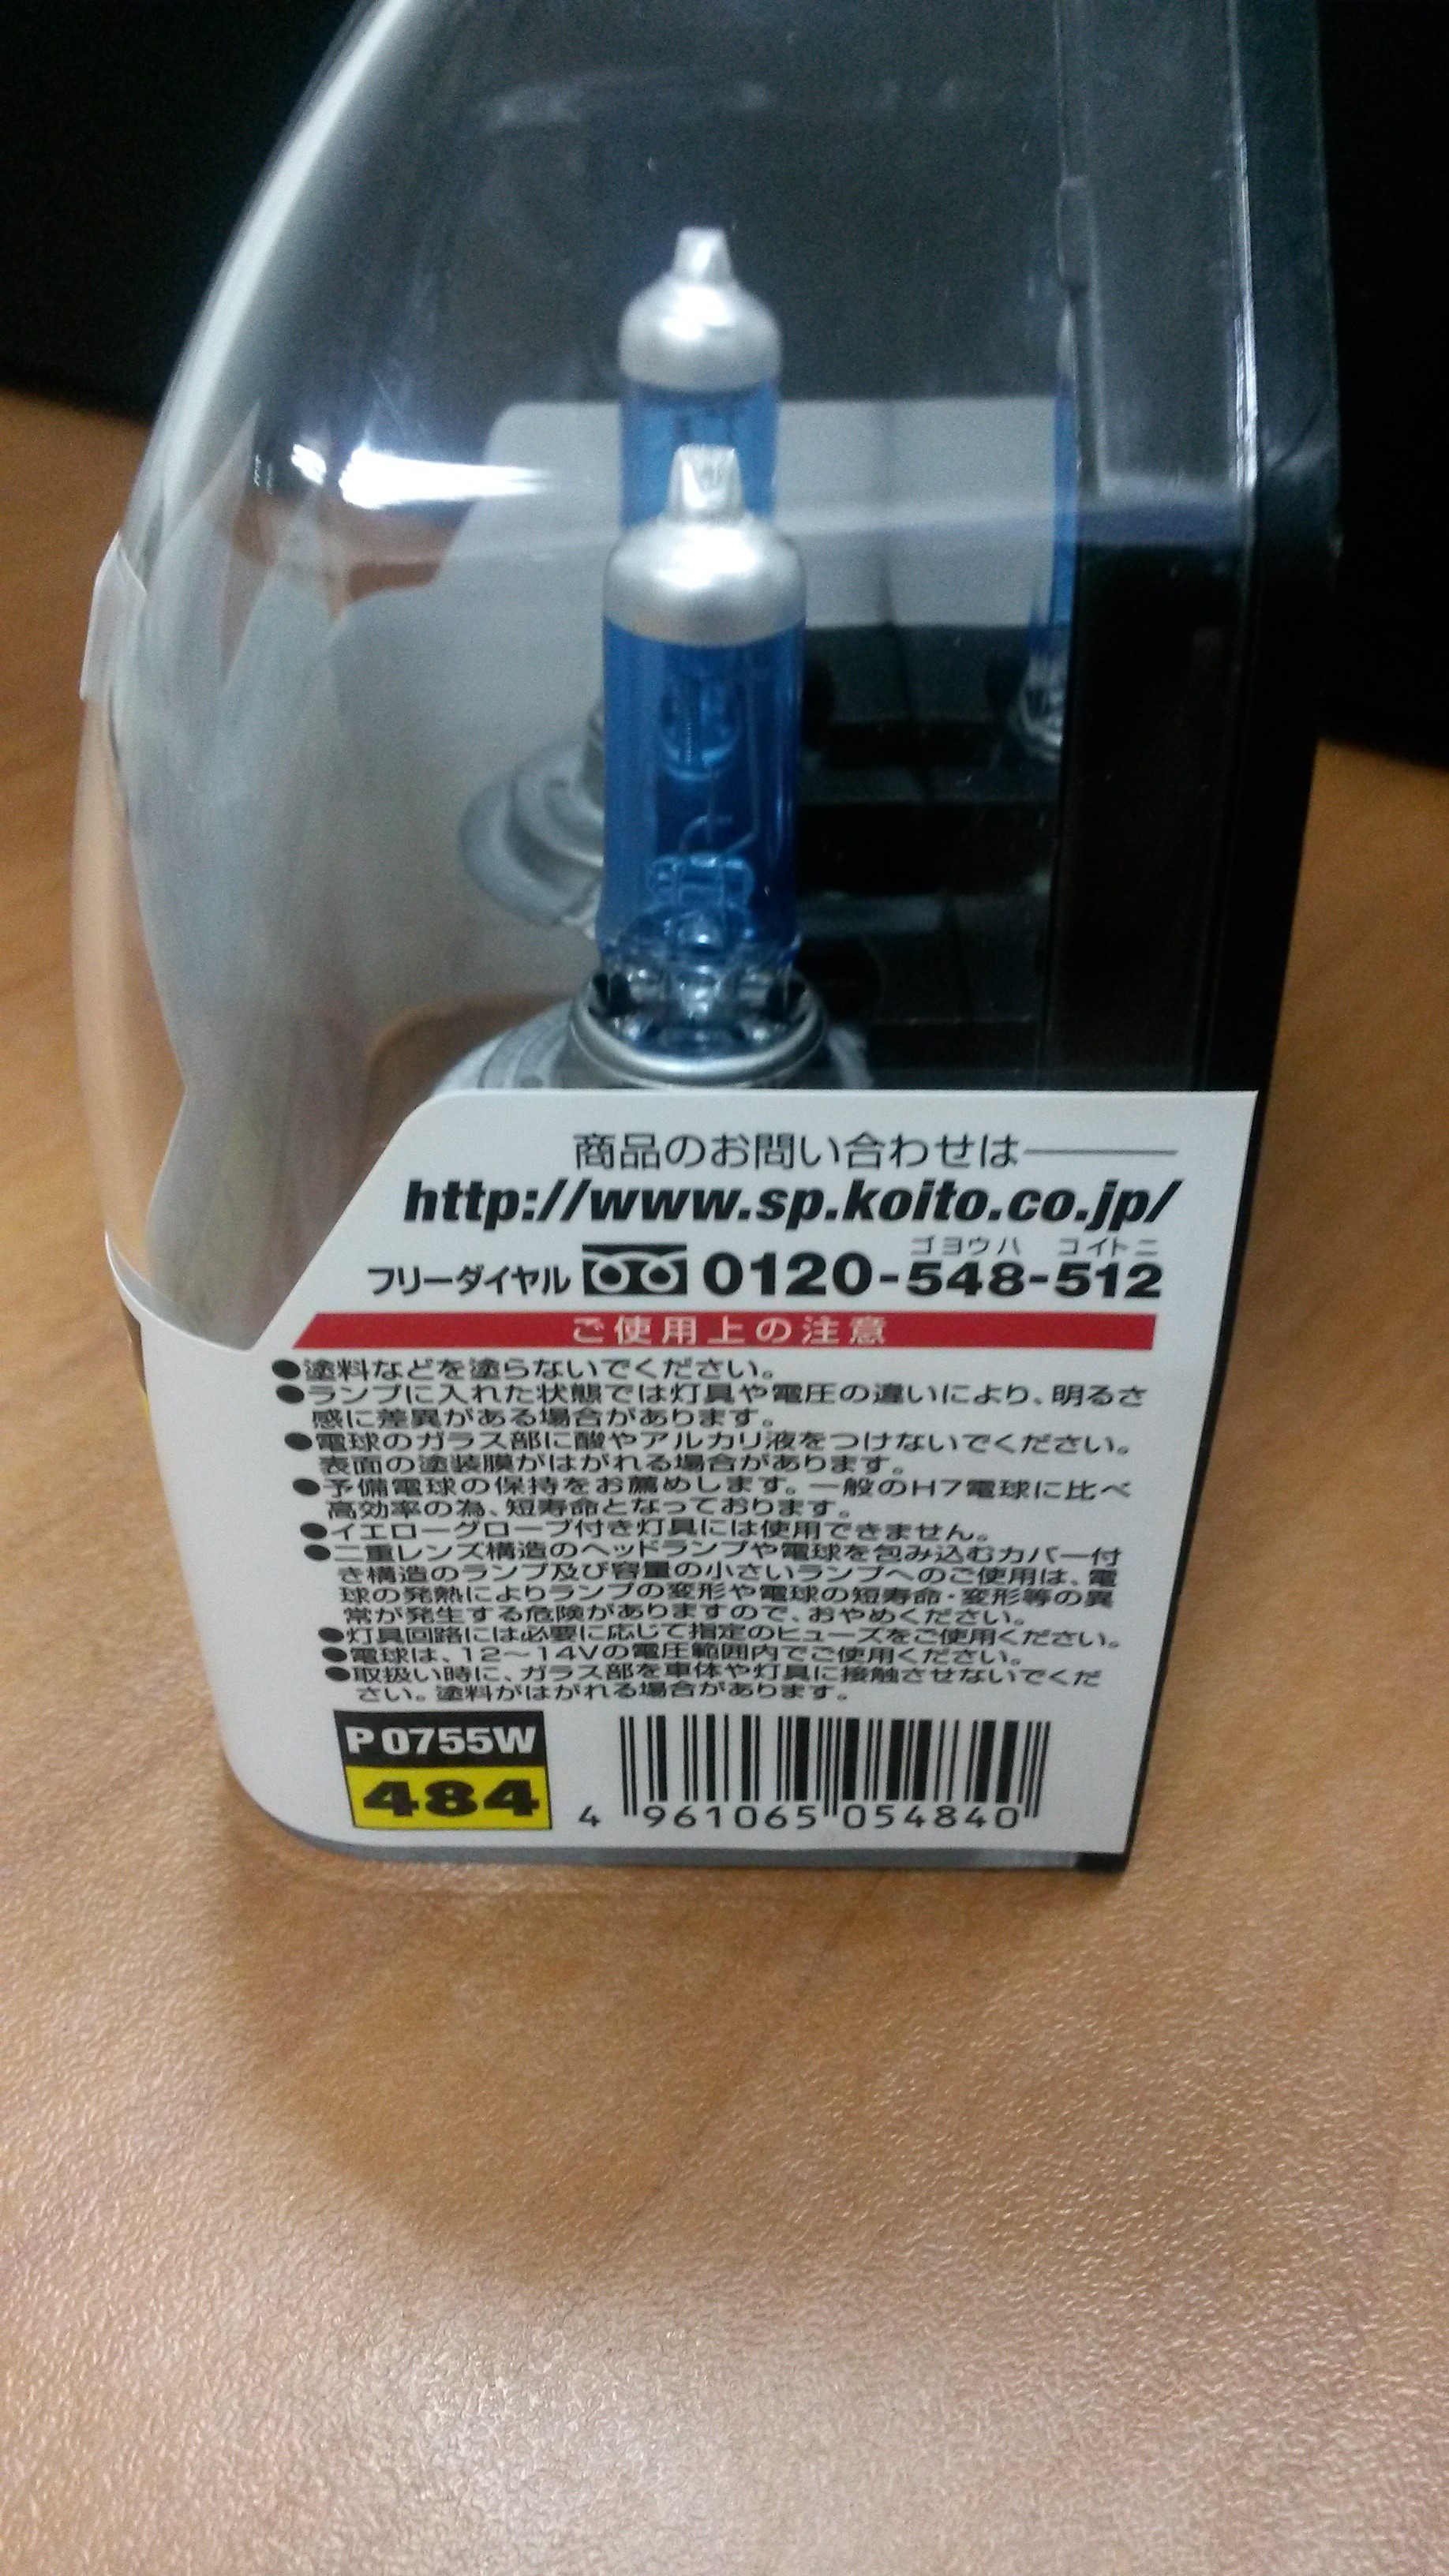 商品のお問い合わせは
http://www.sp.koito.co.jp/
ゴヨウハ コイトニ
フリーダイヤル 0120-548-512
ご使用上の注意
●塗料などを塗らないでください。
●ランプに入れた状態では灯具や電圧の違いにより、明るさ
感に差異がある場合があります。
●電球のガラス部に酸やアルカリ液をつけないでください。
表面の塗装膜がはがれる場合があります。
●予備電球の保持をお薦めします。一般のH7電球に比べ
高効率の為、短寿命となっております。
●イエローグローブ付き灯具には使用できません。
●二重レンズ構造のヘッドランプや電球を包み込むカバー付
き構造のランプ及び容量の小さいランプへのご使用は、電
球の発熱によりランプの変形や電球の短寿命・変形等の異
常が発生する危険がありますので、おやめください。
●灯具回路には必要に応じて指定のヒューズをご使用ください。
●電球は、12～14Vの電圧範囲内でご使用ください。
●取扱い時に、ガラス部を車体や灯具に接触させないでくだ
さい。塗料がはがれる場合があります。
P0755W
484
4 961065 054840